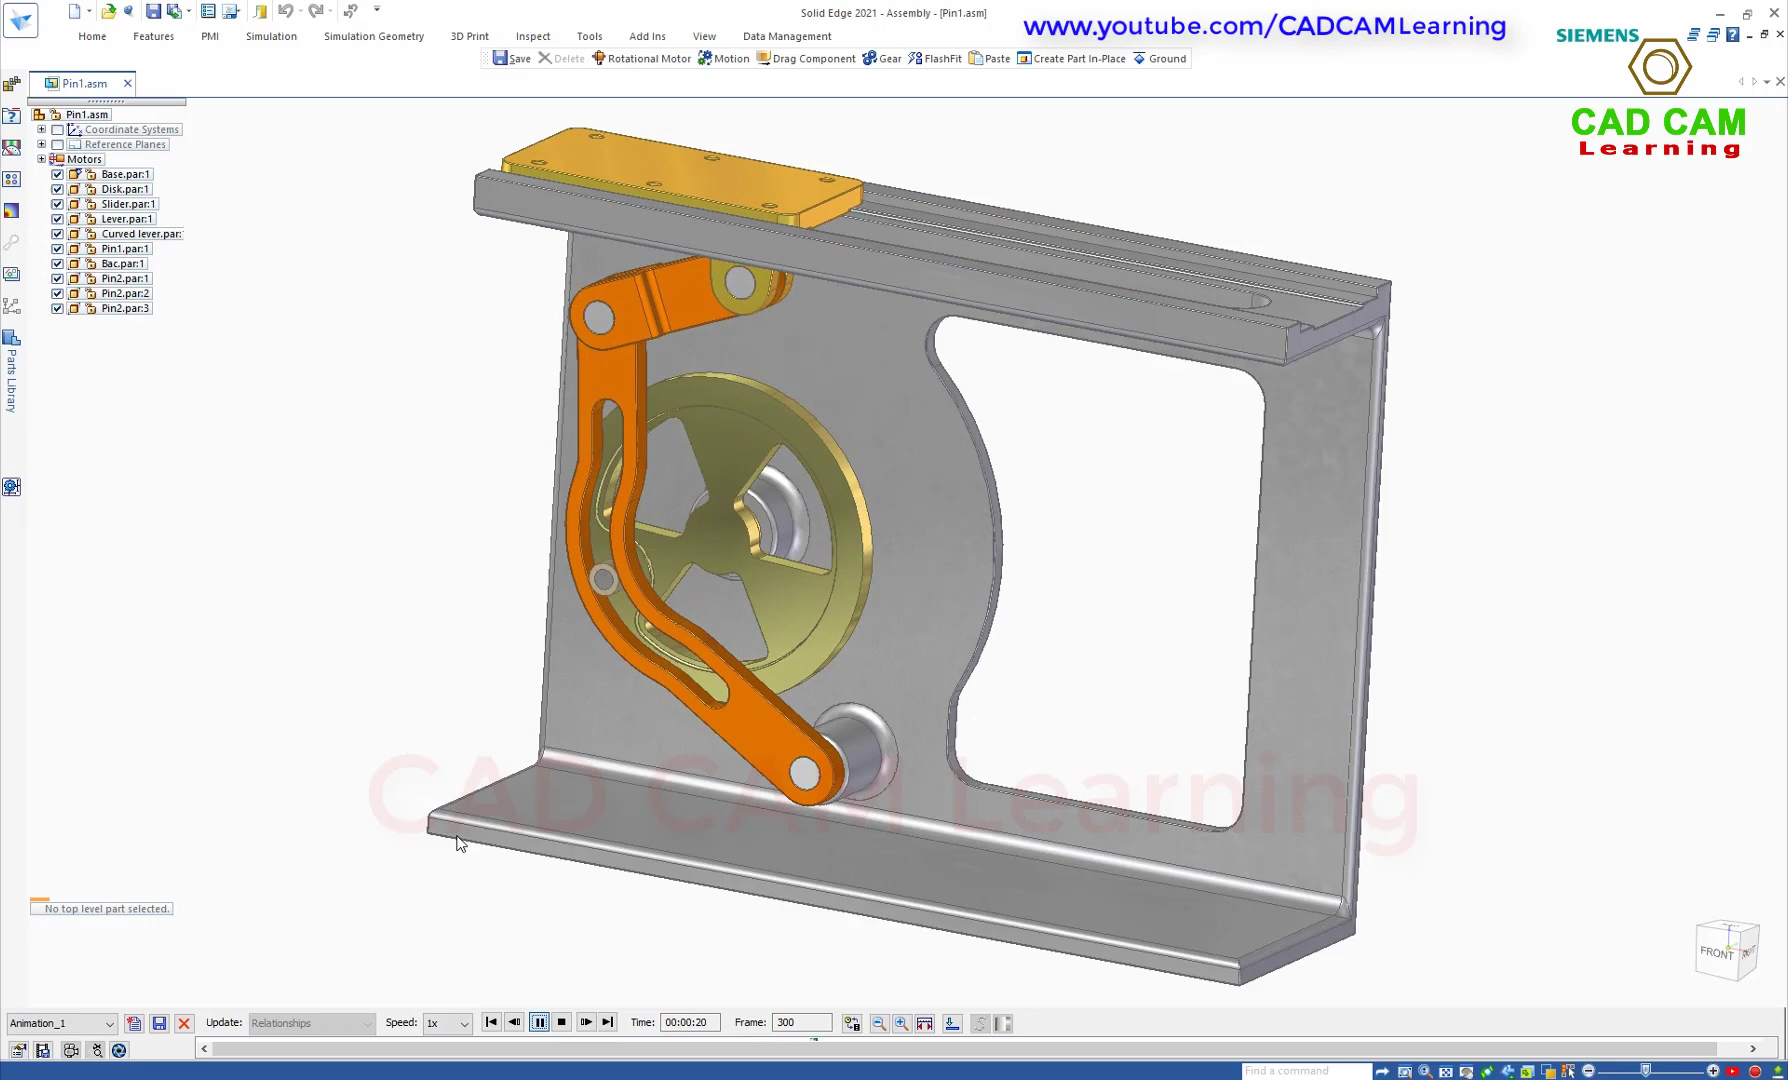 Solid Edge 2021 - Assembly - [Pin1.asm]
www.youtube.com/CADCAMLearning
Home Features PMI Simulation Simulation Geometry 3D Print Inspect Tools Add Ins View Data Management
SIEMENS
Save Delete Rotational Motor Motion Drag Component Gear FlashFit Paste Create Part In-Place Ground
Pin1.asm
CAD CAM
Learning
Pin1.asm
Coordinate Systems
Reference Planes
Motors
Base.par:1
Disk.par:1
Slider.par:1
Lever.par:1
Curved lever.par:
Pin1.par:1
Bac.par:1
Pin2.par:1
Pin2.par:2
Pin2.par:3
Parts Library
CAD CAM Learning
No top level part selected.
FRONT
Animation_1 Update: Relationships Speed: 1x Time: 00:00:20 Frame: 300
Find a command